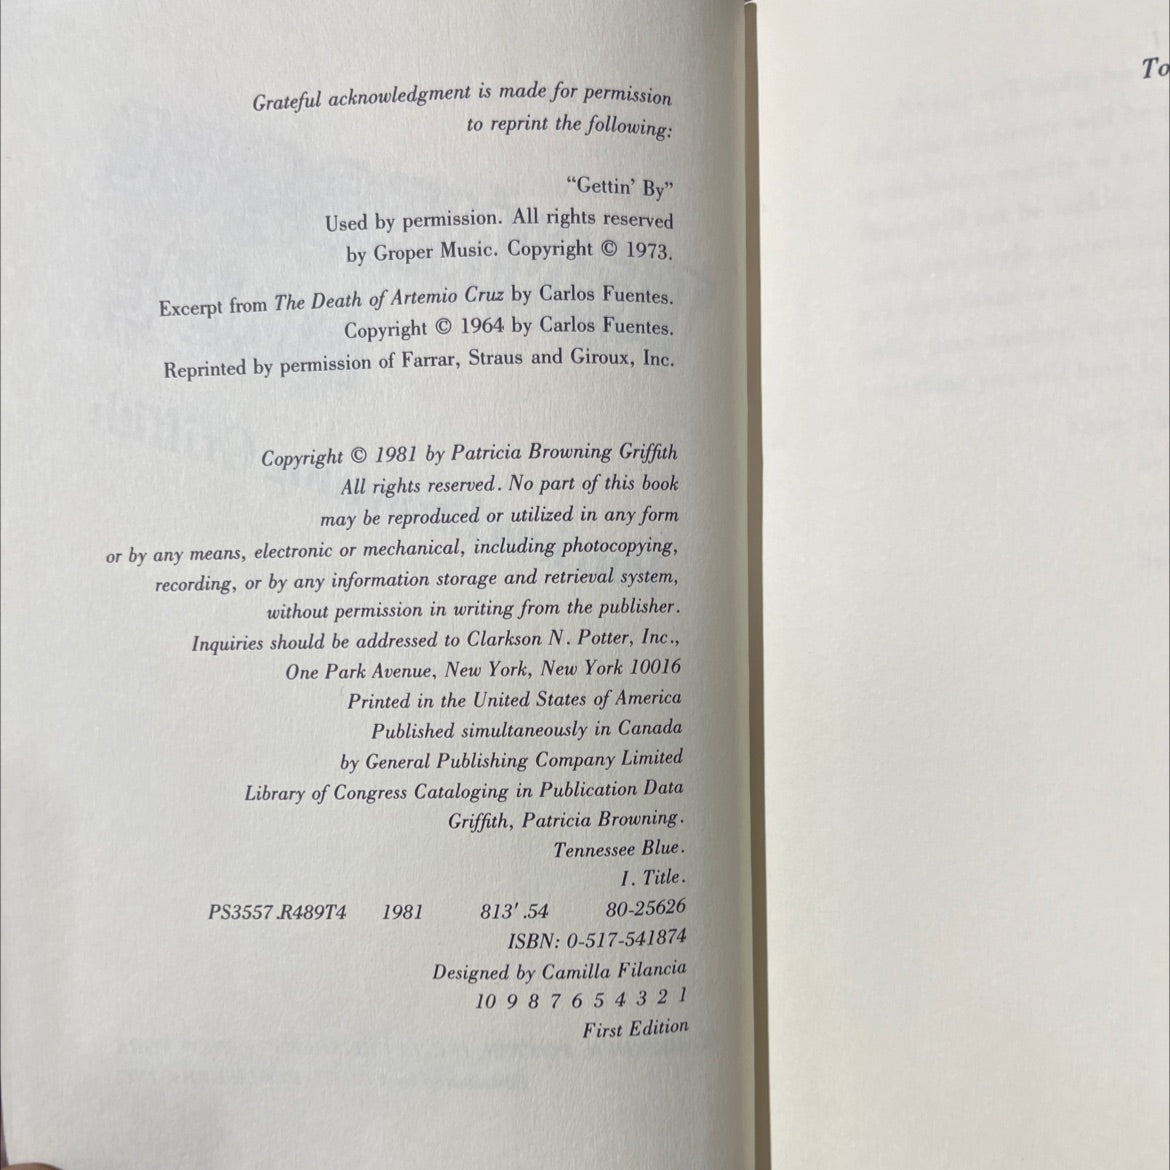 Grateful acknowledgment is made for permission
to reprint the following:
“Gettin’ By”
Used by permission. All rights reserved
by Groper Music. Copyright © 1973.
Excerpt from The Death of Artemio Cruz by Carlos Fuentes.
Copyright © 1964 by Carlos Fuentes.
Reprinted by permission of Farrar, Straus and Giroux, Inc.
Copyright © 1981 by Patricia Browning Griffith
All rights reserved. No part of this book
may be reproduced or utilized in any form
or by any means, electronic or mechanical, including photocopying,
recording, or by any information storage and retrieval system,
without permission in writing from the publisher.
Inquiries should be addressed to Clarkson N. Potter, Inc.,
One Park Avenue, New York, New York 10016
Printed in the United States of America
Published simultaneously in Canada
by General Publishing Company Limited
Library of Congress Cataloging in Publication Data
Griffith, Patricia Browning.
Tennessee Blue.
I. Title.
PS3557.R489T4 1981 813′.54 80-25626
ISBN: 0-517-541874
Designed by Camilla Filancia
10 9 8 7 6 5 4 3 2 1
First Edition
To